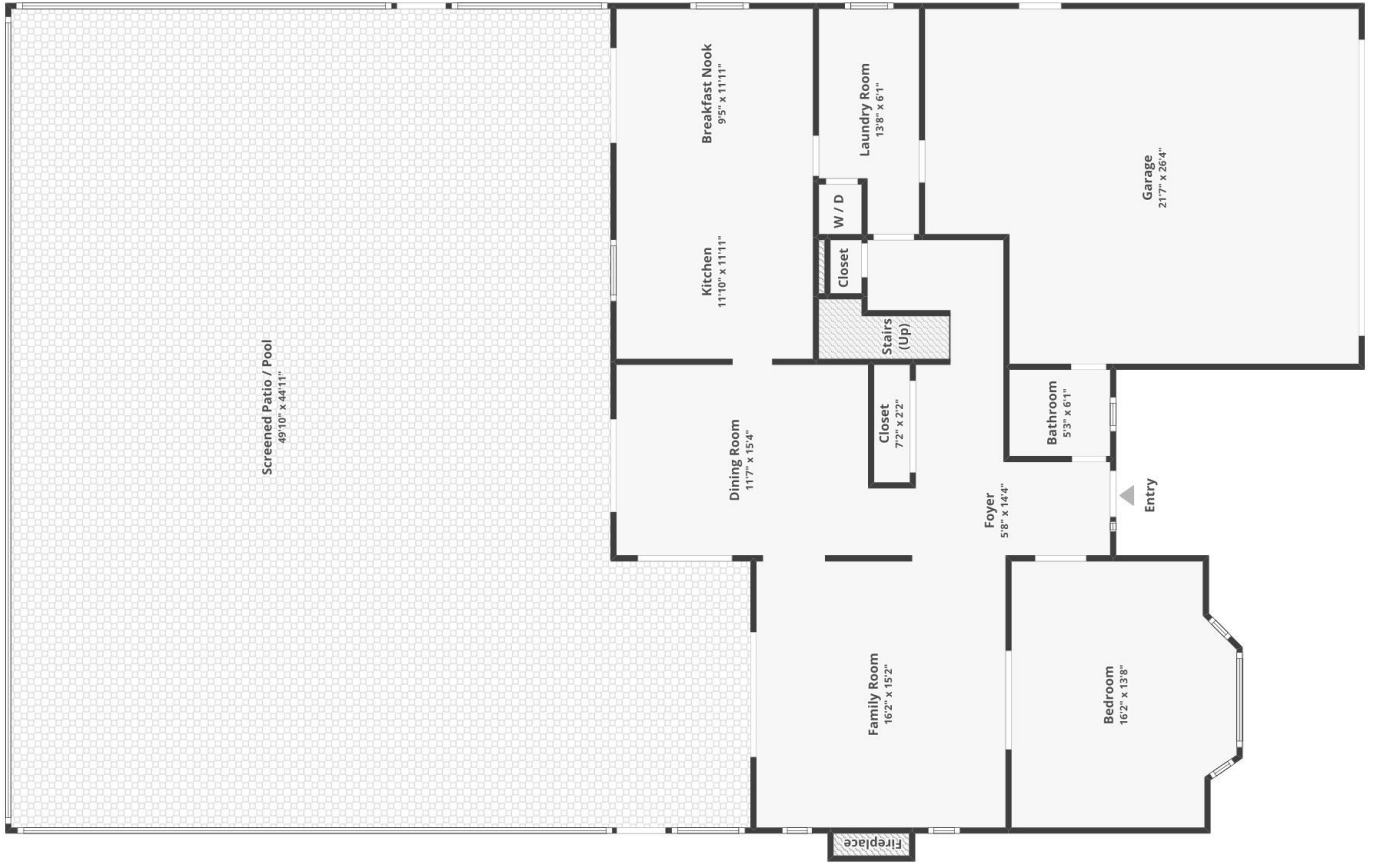 Screened Patio / Pool
49'10" x 44'11"
Breakfast Nook
9'5" x 11'11"
Kitchen
11'10" x 11'11"
Laundry Room
13'8" x 6'1"
W / D
Closet
Stairs
(Up)
Garage
21'7" x 26'4"
Dining Room
11'7" x 15'4"
Closet
7'2" x 2'2"
Bathroom
5'3" x 6'1"
Foyer
5'8" x 14'4"
Entry
Family Room
16'2" x 15'2"
Bedroom
16'2" x 13'8"
Fireplace